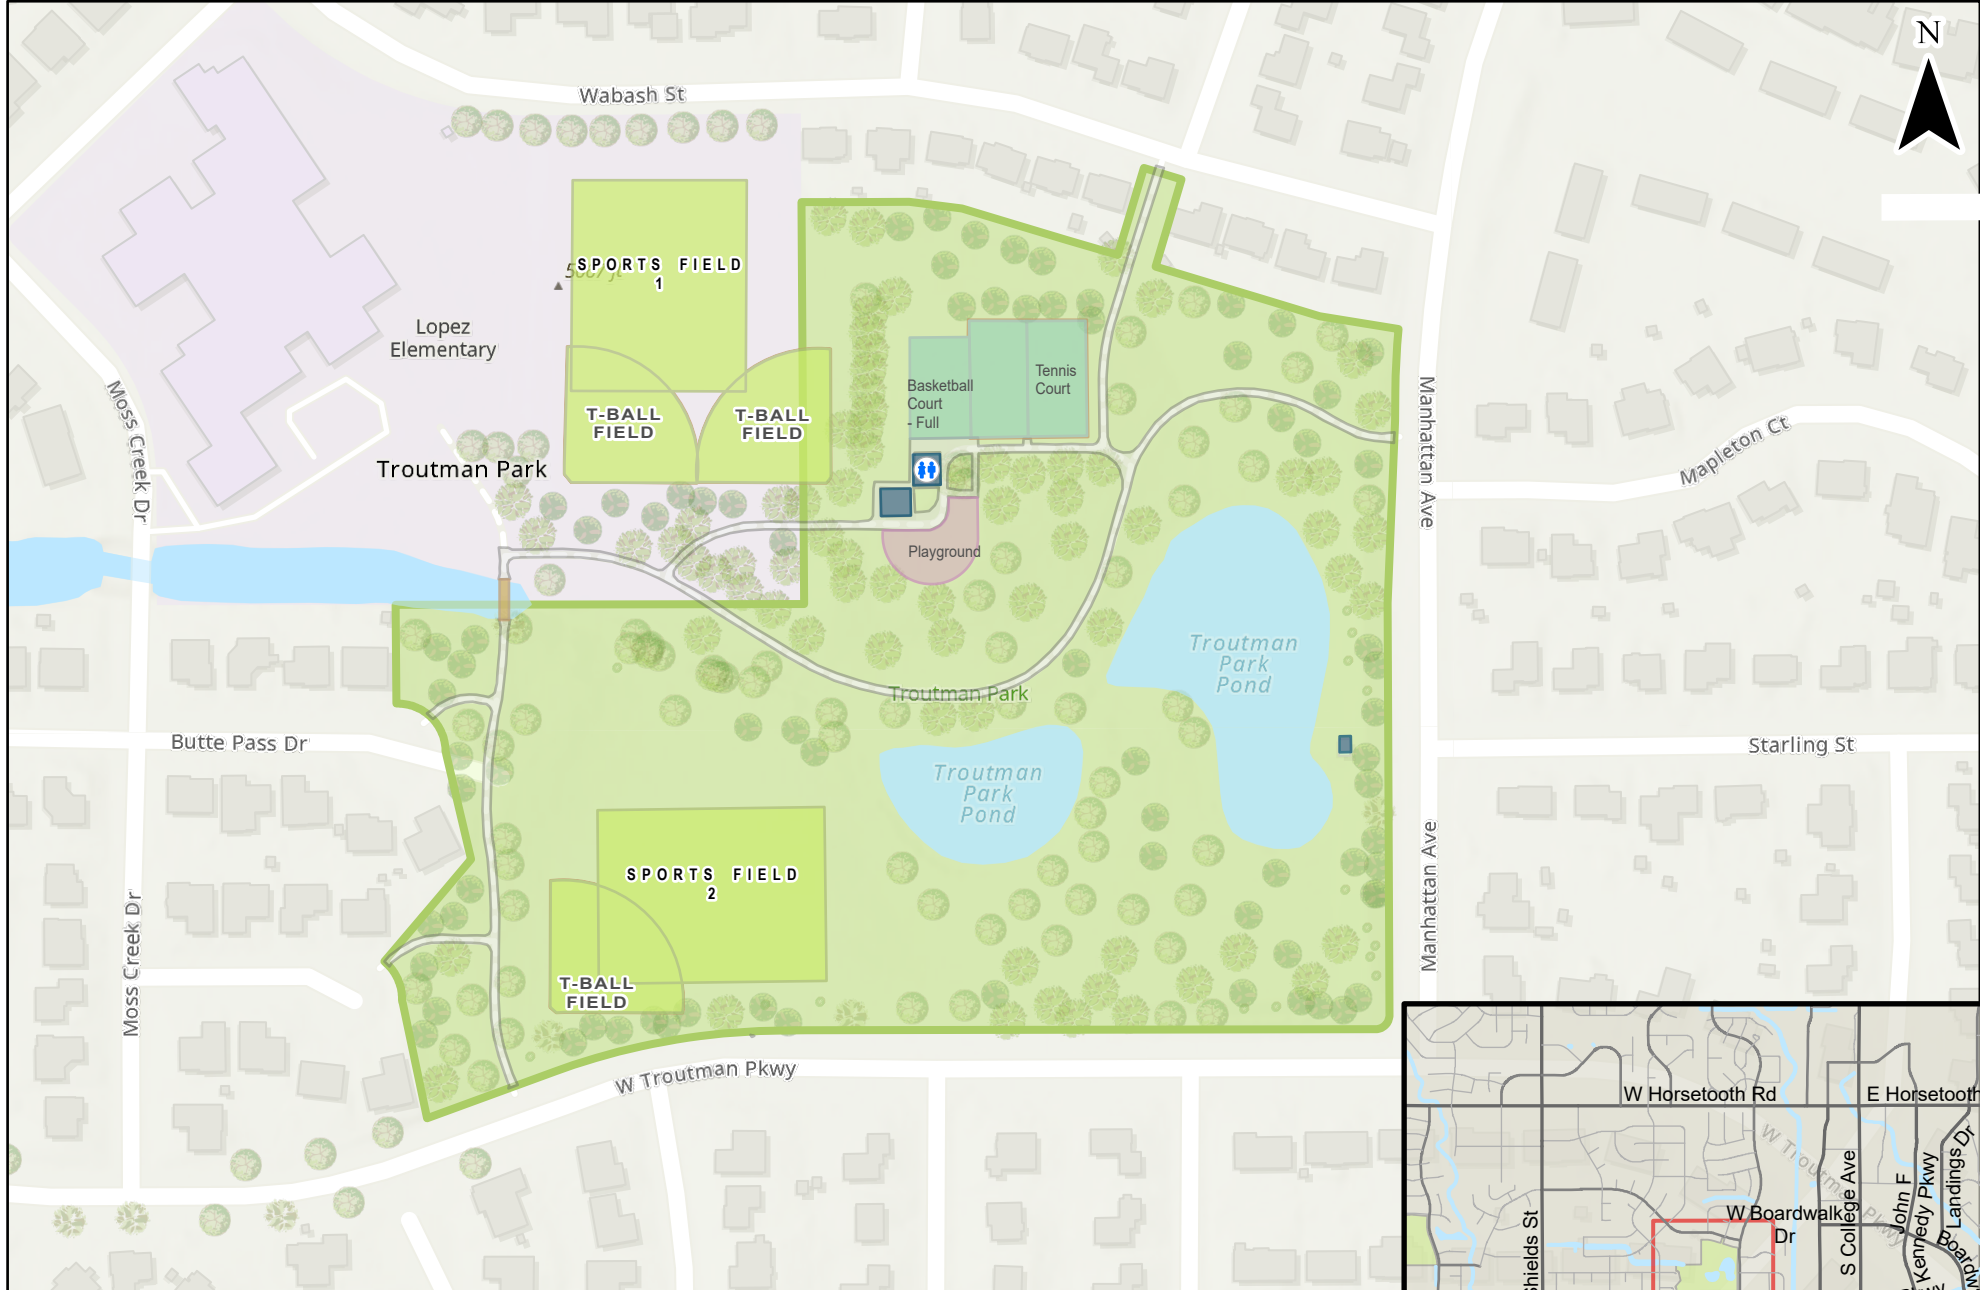 N
Wabash St
SPORTS FIELD
1
Lopez
Elementary
Moss Creek Dr
T-BALL
FIELD
T-BALL
FIELD
Basketball
Court
- Full
Tennis
Court
Manhattan Ave
Mapleton Ct
Troutman Park
Playground
Troutman
Park
Pond
Troutman Park
Butte Pass Dr
Starling St
Troutman
Park
Pond
SPORTS FIELD
2
Moss Creek Dr
Manhattan Ave
T-BALL
FIELD
W Troutman Pkwy
W Horsetooth Rd
E Horsetooth
W Troutman Pkwy
S College Ave
John F
Kennedy Pkwy
Landings Dr
W Boardwalk
Dr
Boardw
hields St